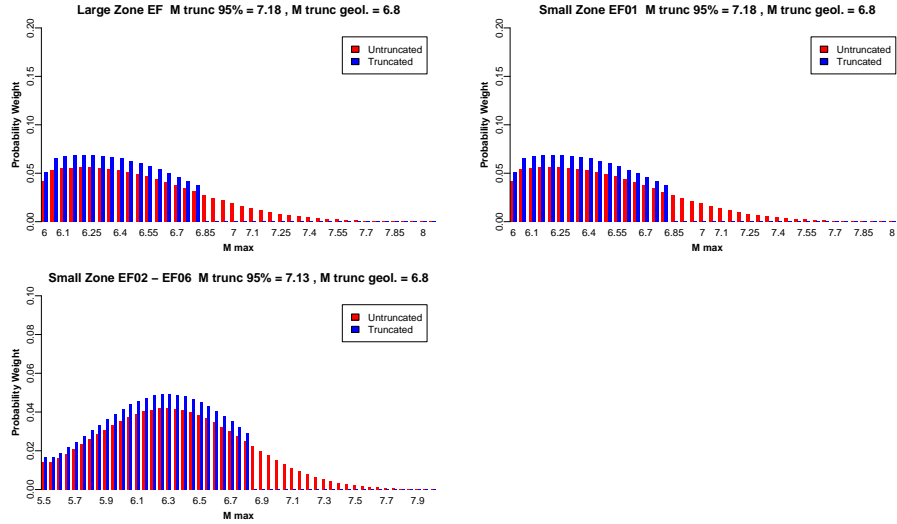 Large Zone EF M trunc 95% = 7.18 , M trunc geol. = 6.8
Probability Weight
0.00 0.05 0.10 0.15 0.20
Untruncated
Truncated
6 6.1 6.25 6.4 6.55 6.7 6.85 7 7.1 7.25 7.4 7.55 7.7 7.85 8
M max
Small Zone EF01 M trunc 95% = 7.18 , M trunc geol. = 6.8
Probability Weight
0.00 0.05 0.10 0.15 0.20
Untruncated
Truncated
6 6.1 6.25 6.4 6.55 6.7 6.85 7 7.1 7.25 7.4 7.55 7.7 7.85 8
M max
Small Zone EF02 – EF06 M trunc 95% = 7.13 , M trunc geol. = 6.8
Probability Weight
0.00 0.02 0.04 0.06 0.08 0.10
Untruncated
Truncated
5.5 5.7 5.9 6.1 6.3 6.5 6.7 6.9 7.1 7.3 7.5 7.7 7.9
M max